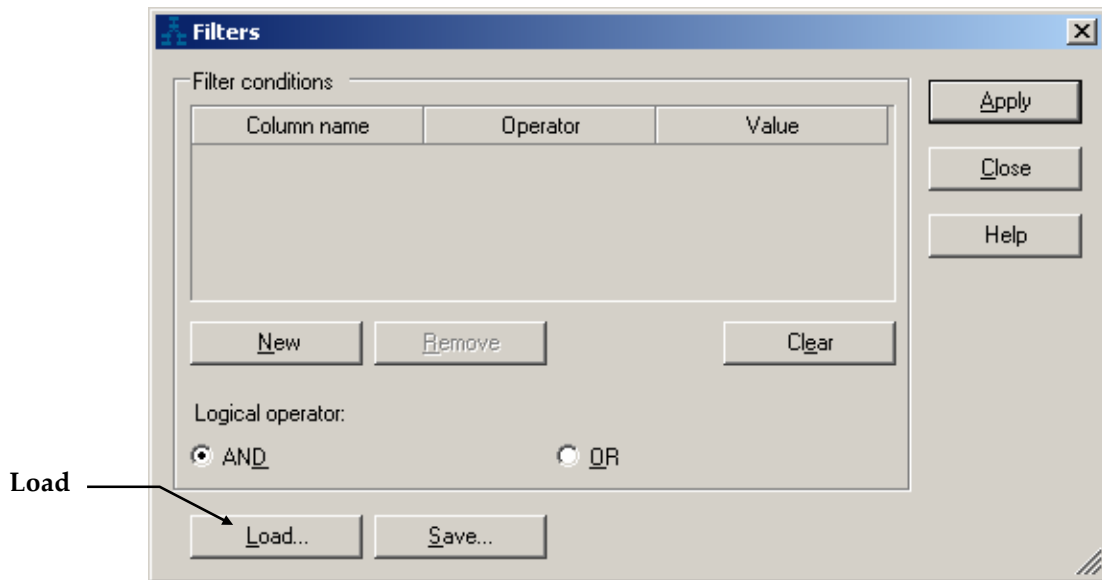 Filters
Filter conditions
Column name Operator Value
Apply
Close
Help
New Remove Clear
Logical operator:
AND OR
Load
Load... Save...